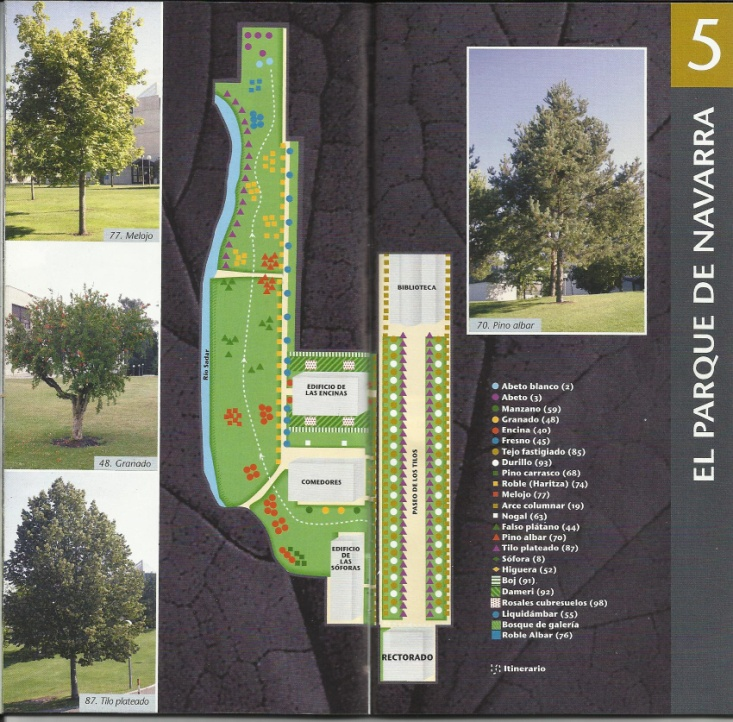 77. Melojo
48. Granado
87. Tilo plateado
Río Sadar
EDIFICIO DE
LAS ENCINAS
COMEDORES
EDIFICIO
DE
LAS
SÓFORAS
BIBLIOTECA
PASEO DE LOS TILOS
RECTORADO
70. Pino albar
Abeto blanco (2)
Abeto (3)
Manzano (59)
Granado (48)
Encina (40)
Fresno (45)
Tejo fastigiado (85)
Durillo (93)
Pino carrasco (68)
Roble (Haritza) (74)
Melojo (77)
Arce columnar (19)
Nogal (63)
Falso plátano (44)
Pino albar (70)
Tilo plateado (87)
Sófora (8)
Higuera (52)
Boj (91)
Dameri (92)
Rosales cubresuelos (98)
Liquidámbar (55)
Bosque de galería
Roble Albar (76)
Itinerario
5
EL PARQUE DE NAVARRA